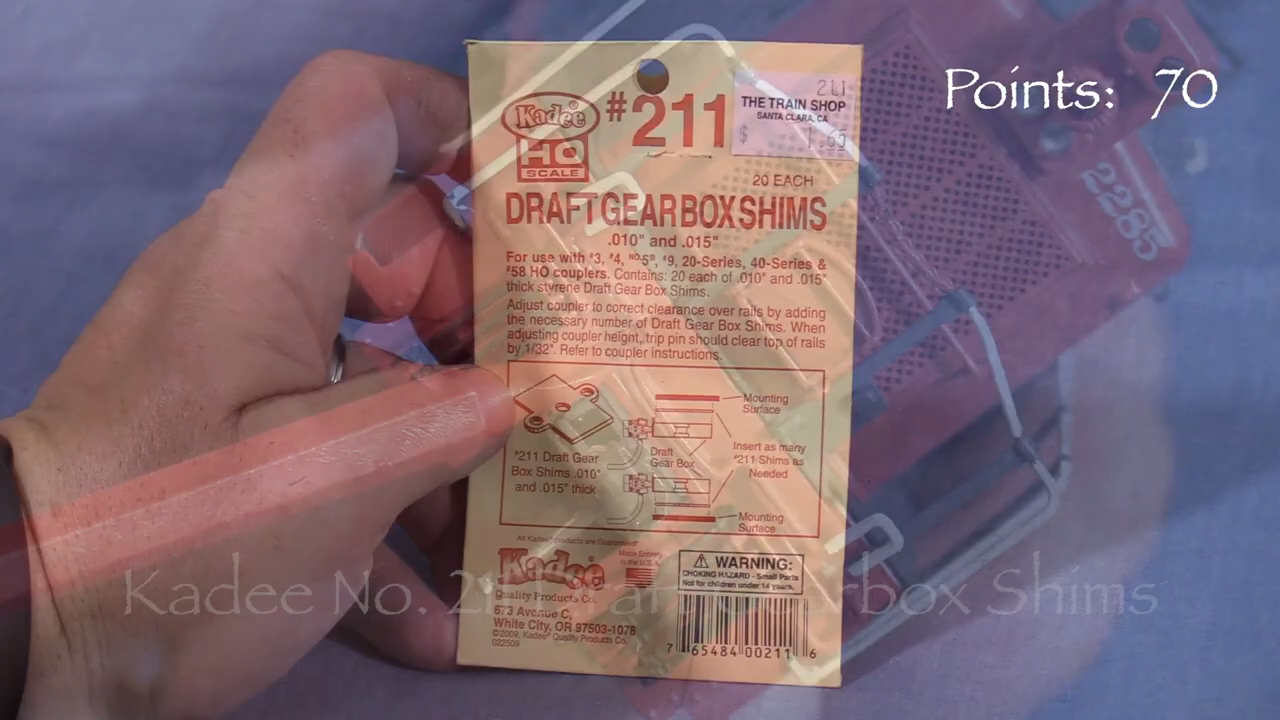 Points: 70
Kadee®
HO
SCALE
#211
211
THE TRAIN SHOP
SANTA CLARA, CA
$ 1.65
20 EACH
DRAFT GEAR BOX SHIMS
.010" and .015"
For use with #3, #4, NO.5®, #9, 20-Series, 40-Series &
#58 HO couplers. Contains: 20 each of .010" and .015"
thick styrene Draft Gear Box Shims.
Adjust coupler to correct clearance over rails by adding
the necessary number of Draft Gear Box Shims. When
adjusting coupler height, trip pin should clear top of rails
by 1/32". Refer to coupler instructions.
Mounting
Surface
Draft
Gear Box
Insert as many
#211 Shims as
Needed
#211 Draft Gear
Box Shims .010"
and .015" thick
Mounting
Surface
All Kadee® Products are Guaranteed
Kadee®
Quality Products Co.
Made Entirely
in the U.S.A.
673 Avenue C,
White City, OR 97503-1078
©2009, Kadee® Quality Products Co.
022509
WARNING:
CHOKING HAZARD - Small Parts
Not for children under 14 years.
7 65484 00211 6
2285
Kadee No. 211 Draft Gearbox Shims